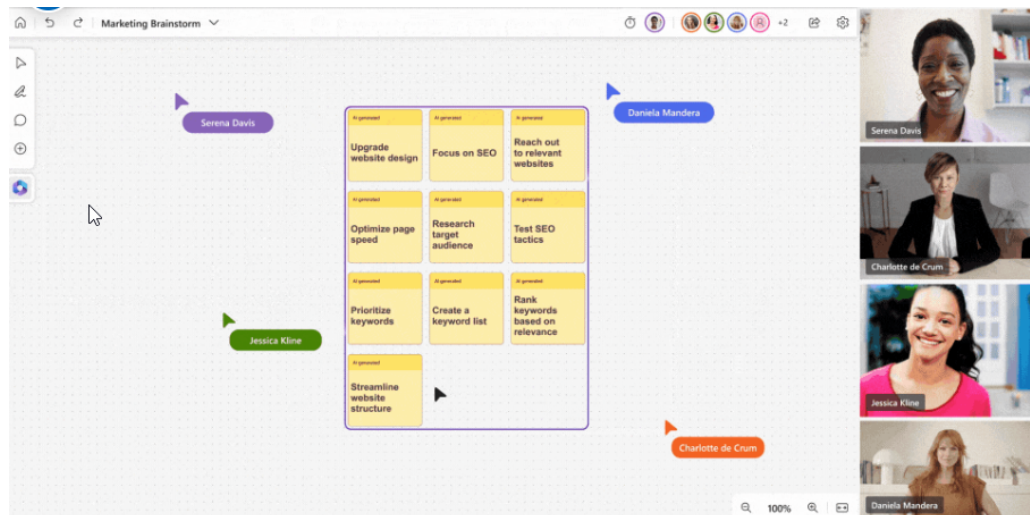 Marketing Brainstorm
+2
Serena Davis
Daniela Mandera
AI generated
Upgrade
website design
AI generated
Focus on SEO
AI generated
Reach out
to relevant
websites
AI generated
Optimize page
speed
AI generated
Research
target
audience
AI generated
Test SEO
tactics
AI generated
Prioritize
keywords
AI generated
Create a
keyword list
AI generated
Rank
keywords
based on
relevance
AI generated
Streamline
website
structure
Jessica Kline
Charlotte de Crum
100%
Serena Davis
Charlotte de Crum
Jessica Kline
Daniela Mandera